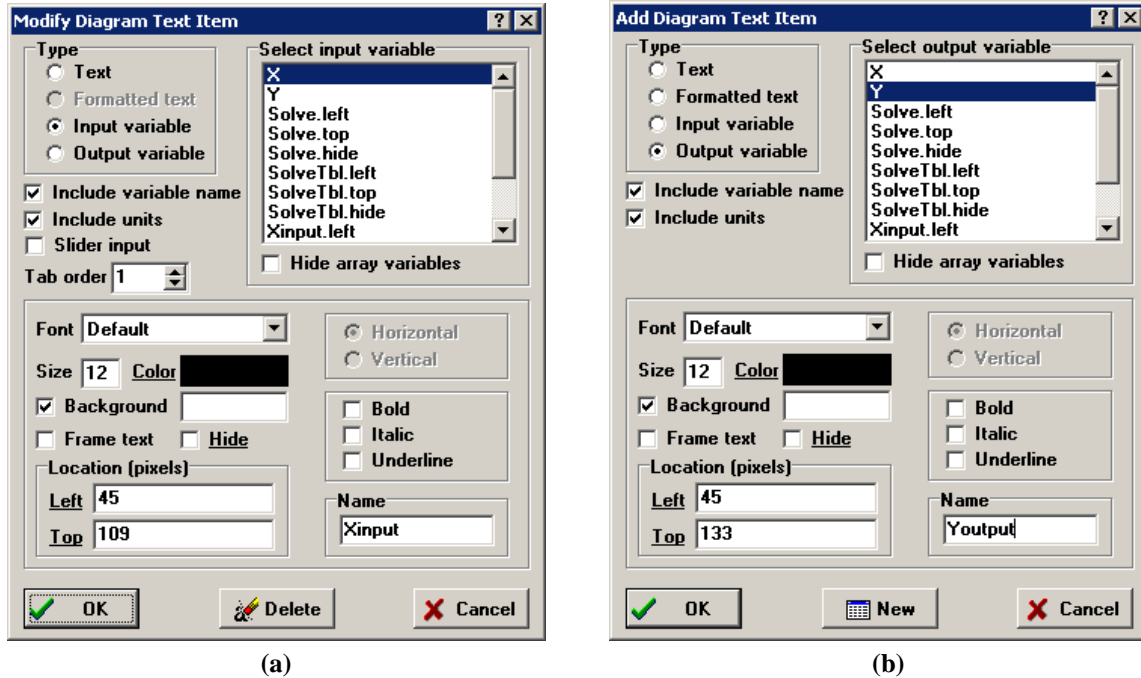 Modify Diagram Text Item
Type
Text
Formatted text
Input variable
Output variable
Include variable name
Include units
Slider input
Tab order 1
Select input variable
X
Y
Solve.left
Solve.top
Solve.hide
SolveTbl.left
SolveTbl.top
SolveTbl.hide
Xinput.left
Hide array variables
Font Default
Size 12 Color
Background
Frame text Hide
Location (pixels)
Left 45
Top 109
Horizontal
Vertical
Bold
Italic
Underline
Name
Xinput
OK Delete Cancel
(a)
Add Diagram Text Item
Type
Text
Formatted text
Input variable
Output variable
Include variable name
Include units
Select output variable
X
Y
Solve.left
Solve.top
Solve.hide
SolveTbl.left
SolveTbl.top
SolveTbl.hide
Xinput.left
Hide array variables
Font Default
Size 12 Color
Background
Frame text Hide
Location (pixels)
Left 45
Top 133
Horizontal
Vertical
Bold
Italic
Underline
Name
Youtput
OK New Cancel
(b)